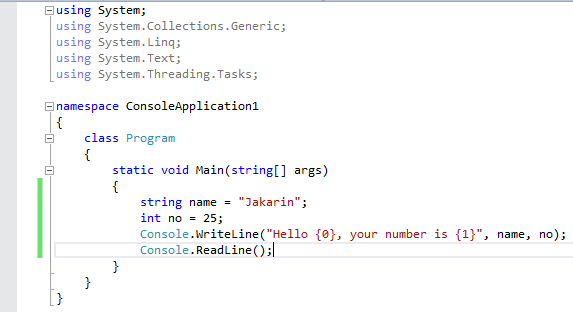 using System;
using System.Collections.Generic;
using System.Linq;
using System.Text;
using System.Threading.Tasks;
namespace ConsoleApplication1
{
class Program
{
static void Main(string[] args)
{
string name = "Jakarin";
int no = 25;
Console.WriteLine("Hello {0}, your number is {1}", name, no);
Console.ReadLine();
}
}
}